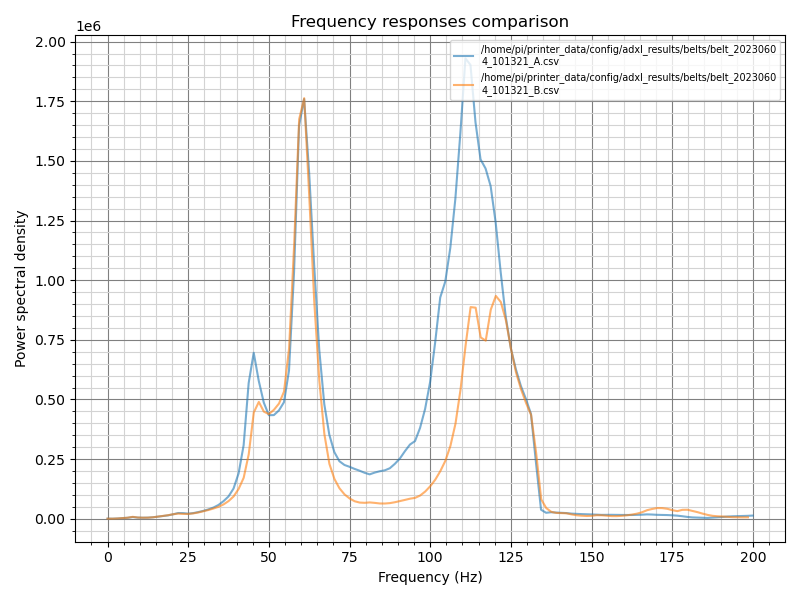 Frequency responses comparison
1e6
/home/pi/printer_data/config/adxl_results/belts/belt_2023060
4_101321_A.csv
/home/pi/printer_data/config/adxl_results/belts/belt_2023060
4_101321_B.csv
2.00
1.75
1.50
1.25
1.00
0.75
0.50
0.25
0.00
Power spectral density
0 25 50 75 100 125 150 175 200
Frequency (Hz)